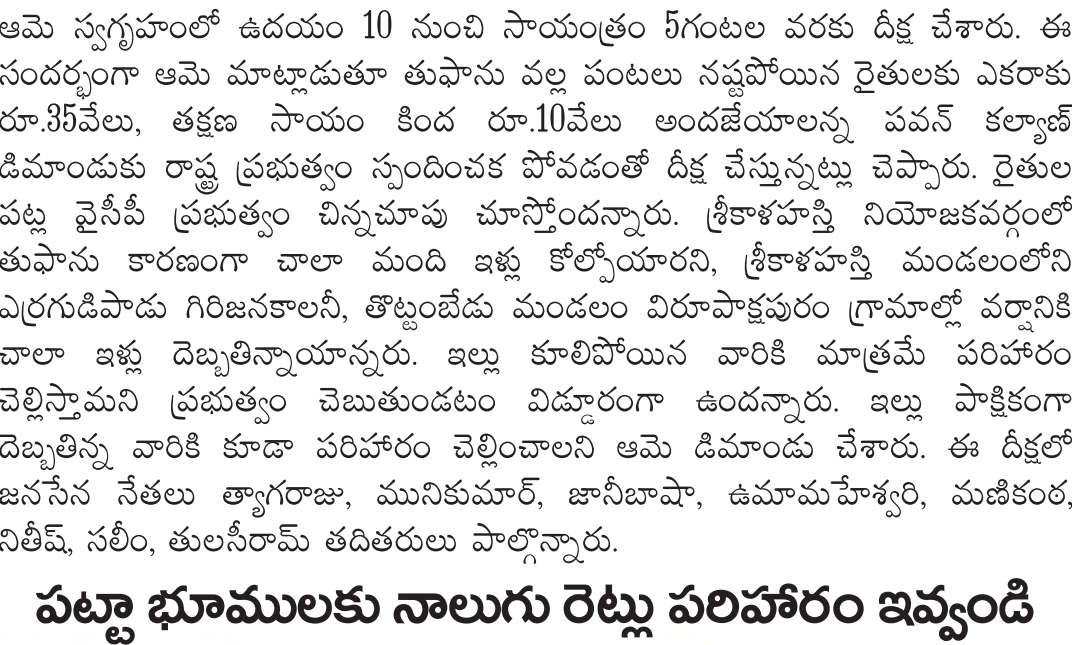 ఆమె స్వగృహంలో ఉదయం 10 నుంచి సాయంత్రం 5గంటల వరకు దీక్ష చేశారు. ఈ
సందర్భంగా ఆమె మాట్లాడుతూ తుఫాను వల్ల పంటలు నష్టపోయిన రైతులకు ఎకరాకు
రూ.35వేలు, తక్షణ సాయం కింద రూ.10వేలు అందజేయాలన్న పవన్ కల్యాణ్
డిమాండుకు రాష్ట్ర ప్రభుత్వం స్పందించక పోవడంతో దీక్ష చేస్తున్నట్లు చెప్పారు. రైతుల
పట్ల వైసీపీ ప్రభుత్వం చిన్నచూపు చూస్తోందన్నారు. శ్రీకాళహస్తి నియోజకవర్గంలో
తుఫాను కారణంగా చాలా మంది ఇళ్లు కోల్పోయారని, శ్రీకాళహస్తి మండలంలోని
ఎర్రగుడిపాడు గిరిజనకాలనీ, తొట్టంబేడు మండలం విరూపాక్షపురం గ్రామాల్లో వర్షానికి
చాలా ఇళ్లు దెబ్బతిన్నాయాన్నరు. ఇల్లు కూలిపోయిన వారికి మాత్రమే పరిహారం
చెల్లిస్తామని ప్రభుత్వం చెబుతుండటం విడ్డూరంగా ఉందన్నారు. ఇల్లు పాక్షికంగా
దెబ్బతిన్న వారికి కూడా పరిహారం చెల్లించాలని ఆమె డిమాండు చేశారు. ఈ దీక్షలో
జనసేన నేతలు త్యాగరాజు, మునికుమార్, జానీబాషా, ఉమామహేశ్వరి, మణికంఠ,
నితీష్, సలీం, తులసీరామ్ తదితరులు పాల్గొన్నారు.
పట్టా భూములకు నాలుగు రెట్లు పరిహారం ఇవ్వండి